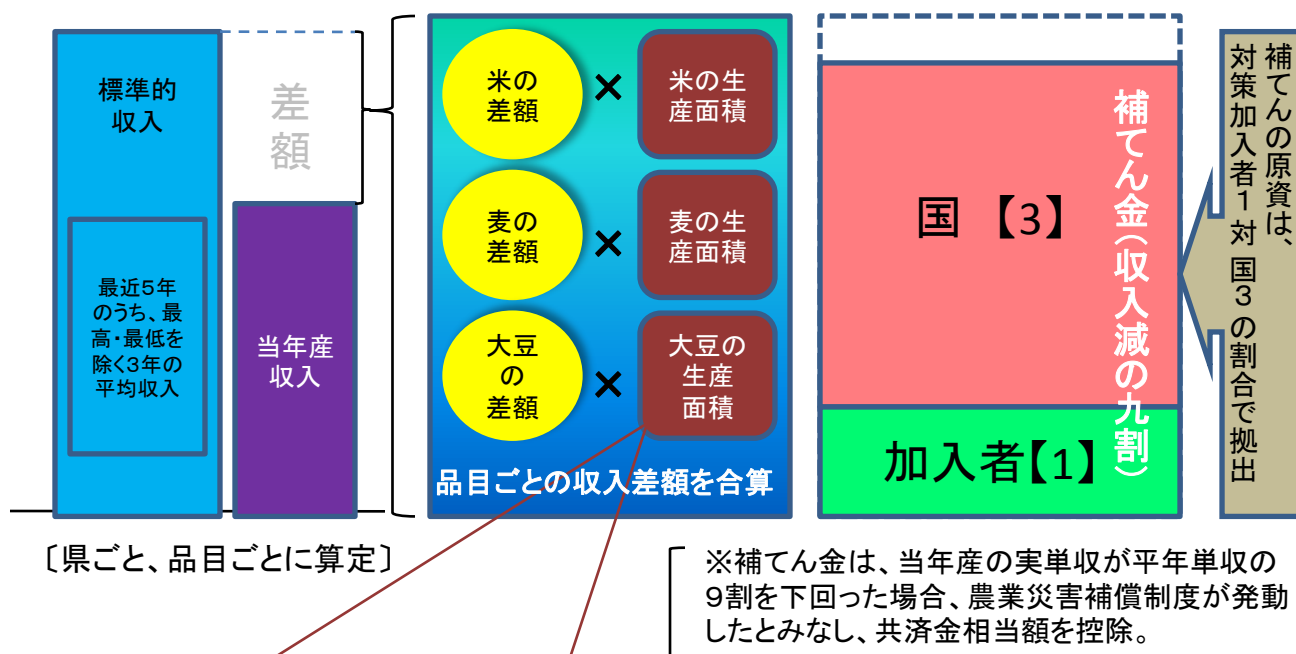 標準的
収入
最近5年
のうち、最
高・最低を
除く3年の
平均収入
差
額
当年産
収入
〔県ごと、品目ごとに算定〕
米の
差額
×
米の生
産面積
麦の
差額
×
麦の生
産面積
大豆
の
差額
×
大豆の
生産
面積
品目ごとの収入差額を合算
国 【3】
加入者【1】
補てん金(収入減の九割)
補てんの原資は、
対策加入者1対 国3の割合で拠出
※補てん金は、当年産の実単収が平年単収の
9割を下回った場合、農業災害補償制度が発動
したとみなし、共済金相当額を控除。